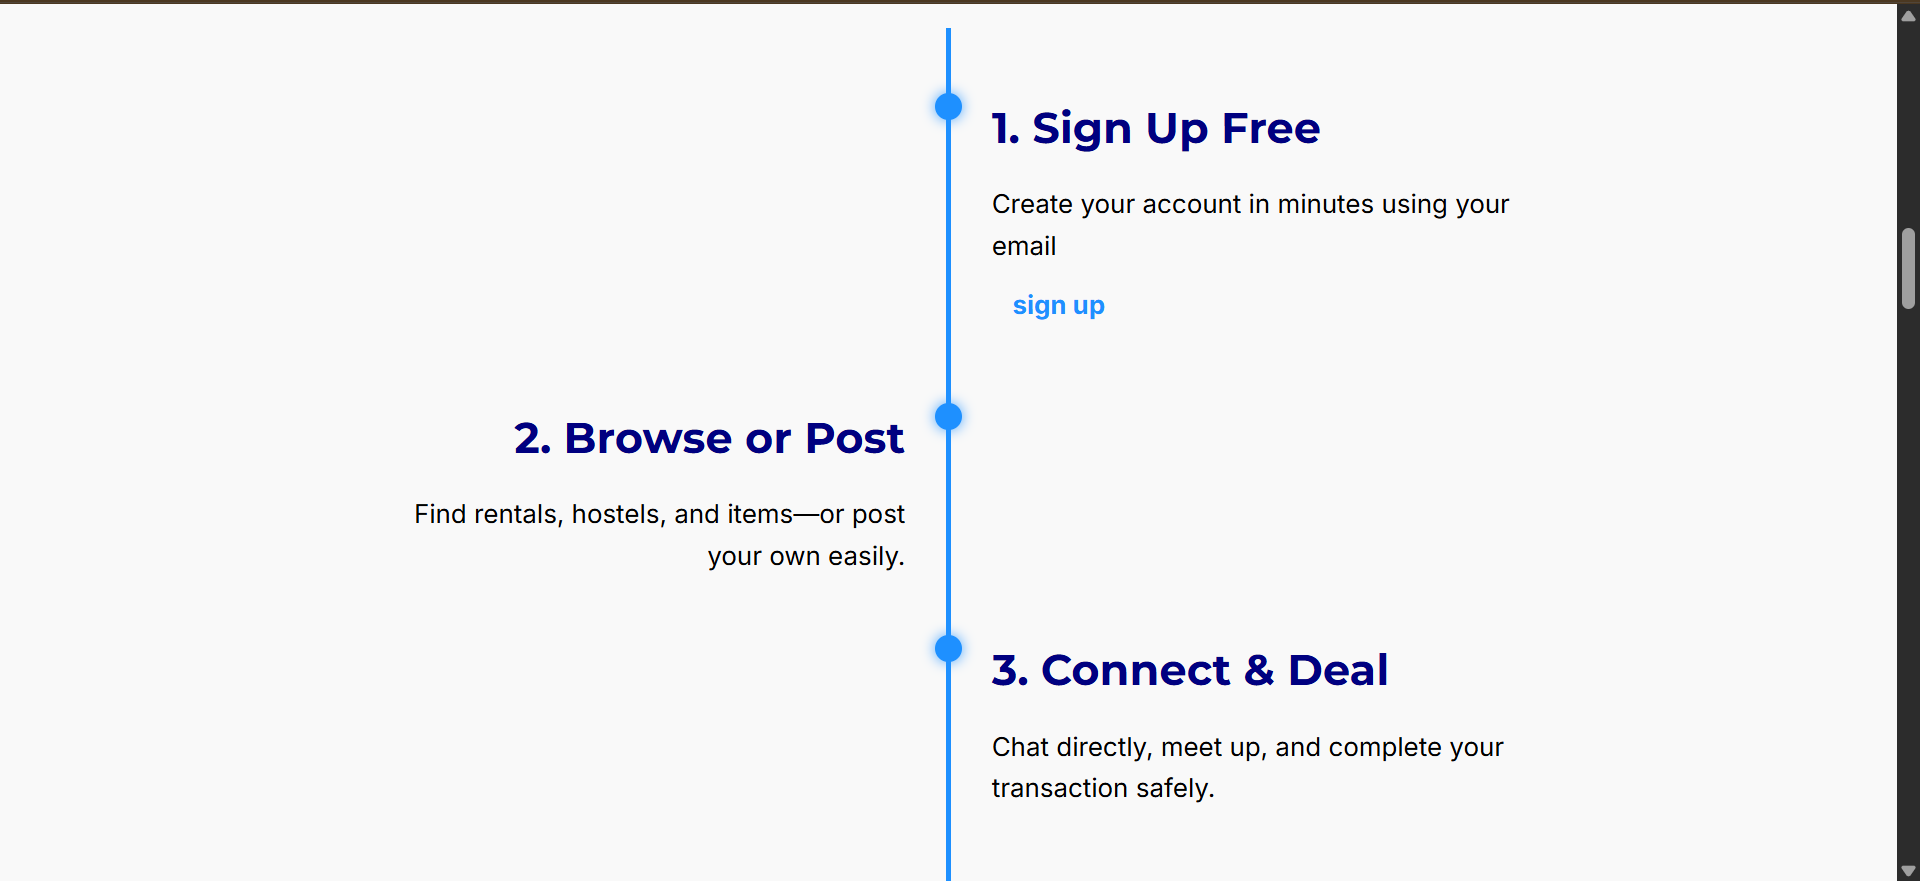 1. Sign Up Free
Create your account in minutes using your
email
sign up
2. Browse or Post
Find rentals, hostels, and items—or post
your own easily.
3. Connect & Deal
Chat directly, meet up, and complete your
transaction safely.